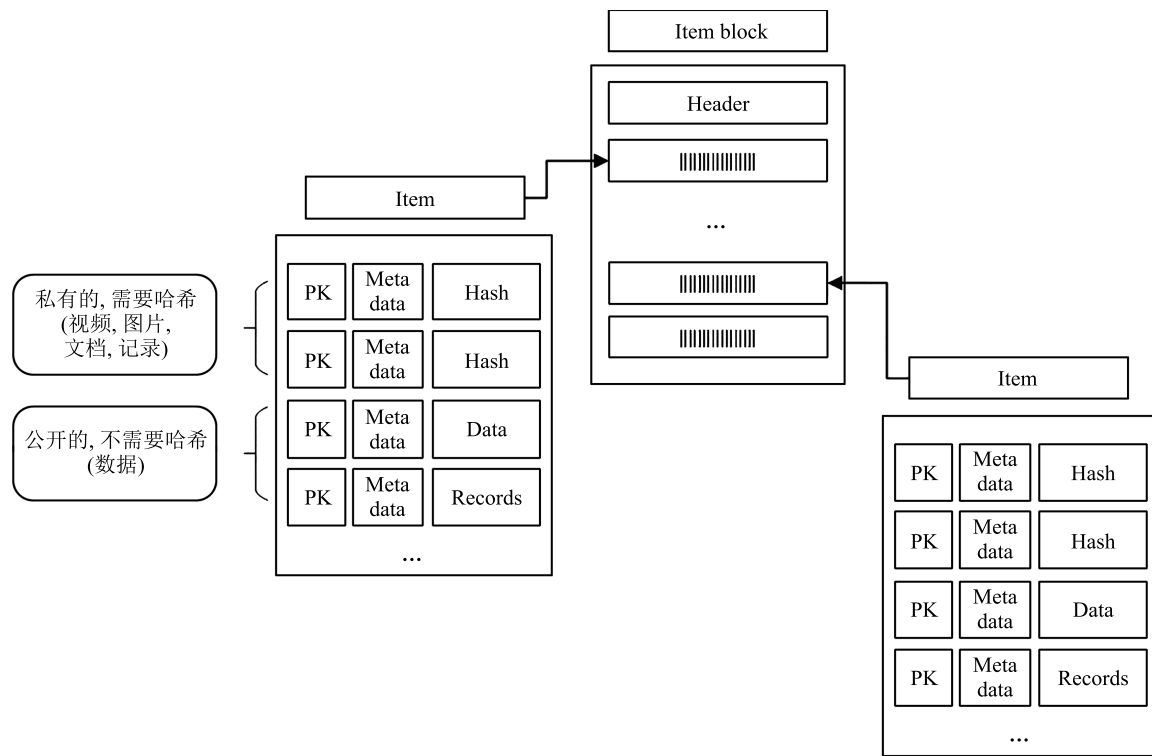 Item block
Header
...
Item
私有的, 需要哈希
(视频, 图片,
文档, 记录)
PK
Meta
data
Hash
PK
Meta
data
Hash
公开的, 不需要哈希
(数据)
PK
Meta
data
Data
PK
Meta
data
Records
...
Item
PK
Meta
data
Hash
PK
Meta
data
Hash
PK
Meta
data
Data
PK
Meta
data
Records
...